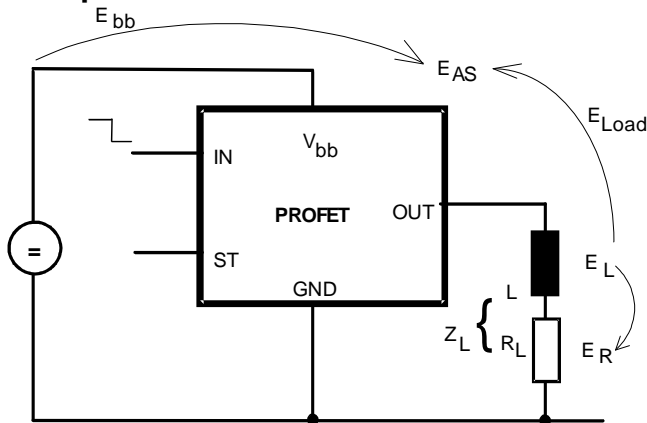 E bb
E AS
E Load
V bb
IN
PROFET
OUT
=
ST
E L
GND
L
Z L { R L
E R